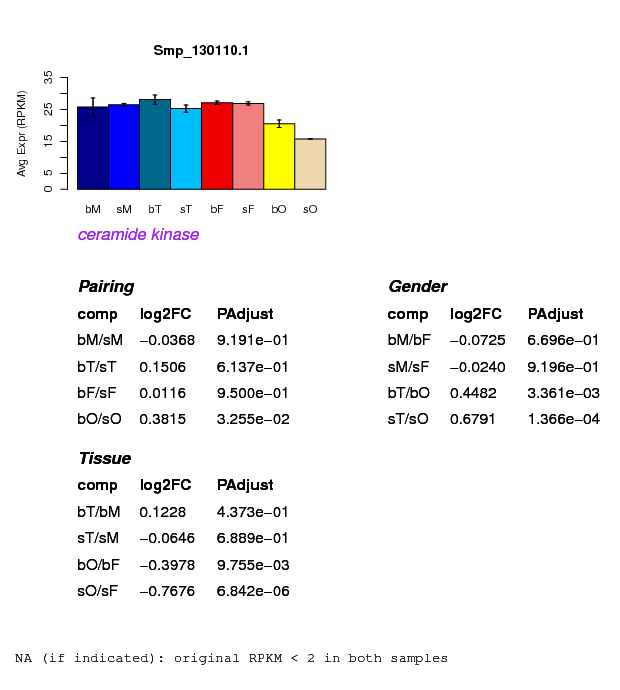 Smp_130110.1
Avg Expr (RPKM)
35
25
15
5
0
bM sM bT sT bF sF bO sO
ceramide kinase
Pairing
comp log2FC PAdjust
bM/sM −0.0368 9.191e−01
bT/sT 0.1506 6.137e−01
bF/sF 0.0116 9.500e−01
bO/sO 0.3815 3.255e−02
Gender
comp log2FC PAdjust
bM/bF −0.0725 6.696e−01
sM/sF −0.0240 9.196e−01
bT/bO 0.4482 3.361e−03
sT/sO 0.6791 1.366e−04
Tissue
comp log2FC PAdjust
bT/bM 0.1228 4.373e−01
sT/sM −0.0646 6.889e−01
bO/bF −0.3978 9.755e−03
sO/sF −0.7676 6.842e−06
NA (if indicated): original RPKM < 2 in both samples